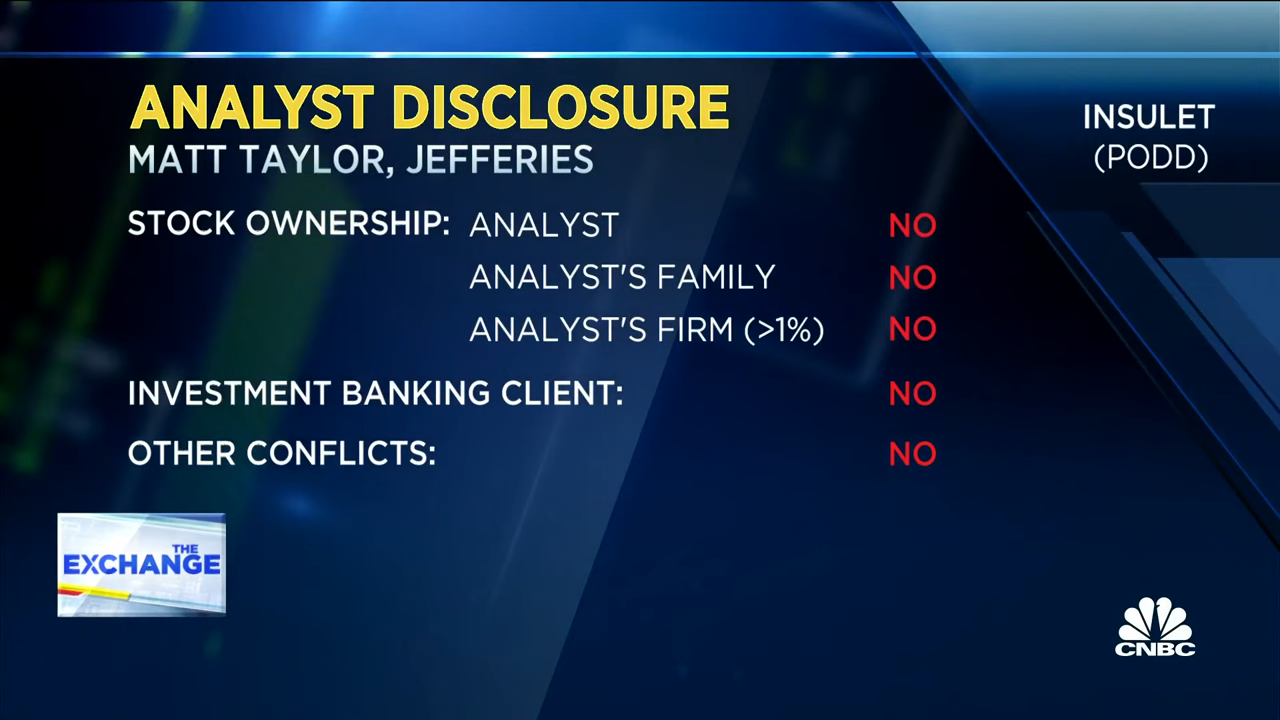 ANALYST DISCLOSURE
MATT TAYLOR, JEFFERIES
INSULET
(PODD)
STOCK OWNERSHIP: ANALYST NO
ANALYST'S FAMILY NO
ANALYST'S FIRM (>1%) NO
INVESTMENT BANKING CLIENT: NO
OTHER CONFLICTS: NO
THE
EXCHANGE
CNBC